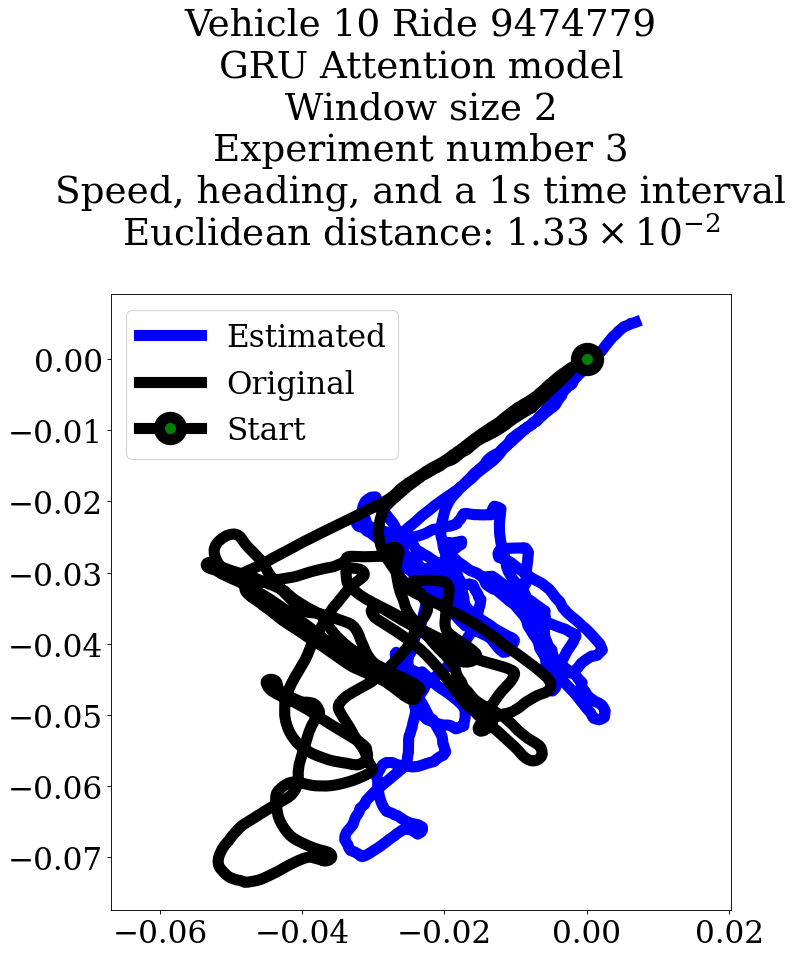 Vehicle 10 Ride 9474779
GRU Attention model
Window size 2
Experiment number 3
Speed, heading, and a 1s time interval
Euclidean distance: 1.33 × 10⁻²
Estimated
Original
Start
0.00
−0.01
−0.02
−0.03
−0.04
−0.05
−0.06
−0.07
−0.06 −0.04 −0.02 0.00 0.02